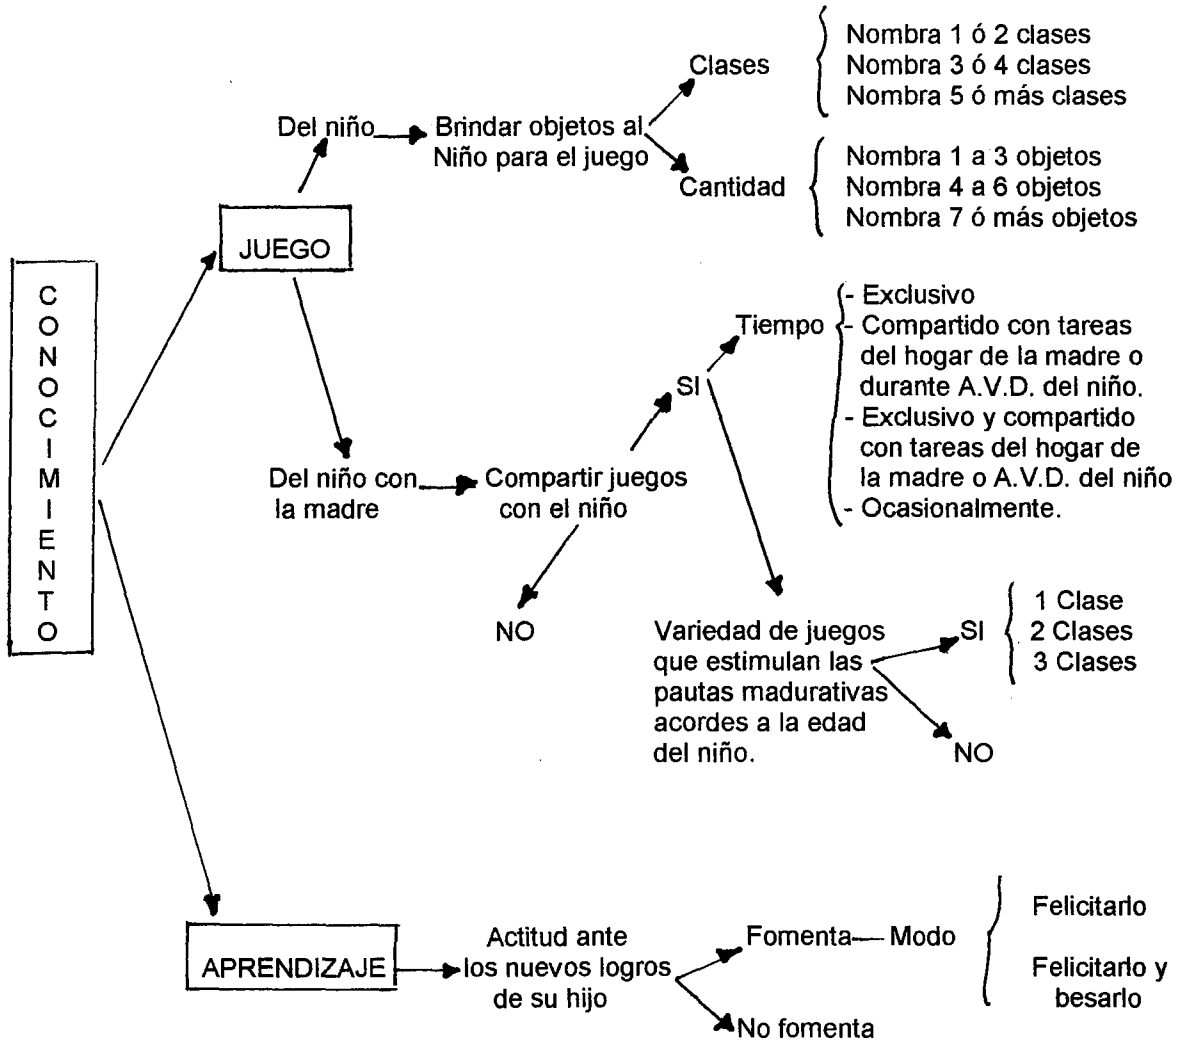 CONOCIMIENTO
JUEGO
Del niño
Brindar objetos al
Niño para el juego
Clases
Nombra 1 ó 2 clases
Nombra 3 ó 4 clases
Nombra 5 ó más clases
Cantidad
Nombra 1 a 3 objetos
Nombra 4 a 6 objetos
Nombra 7 ó más objetos
Del niño con
la madre
Compartir juegos
con el niño
SI
Tiempo
- Exclusivo
- Compartido con tareas
del hogar de la madre o
durante A.V.D. del niño.
- Exclusivo y compartido
con tareas del hogar de
la madre o A.V.D. del niño
- Ocasionalmente.
Variedad de juegos
que estimulan las
pautas madurativas
acordes a la edad
del niño.
SI
1 Clase
2 Clases
3 Clases
NO
NO
APRENDIZAJE
Actitud ante
los nuevos logros
de su hijo
Fomenta — Modo
Felicitarlo
Felicitarlo y
besarlo
No fomenta